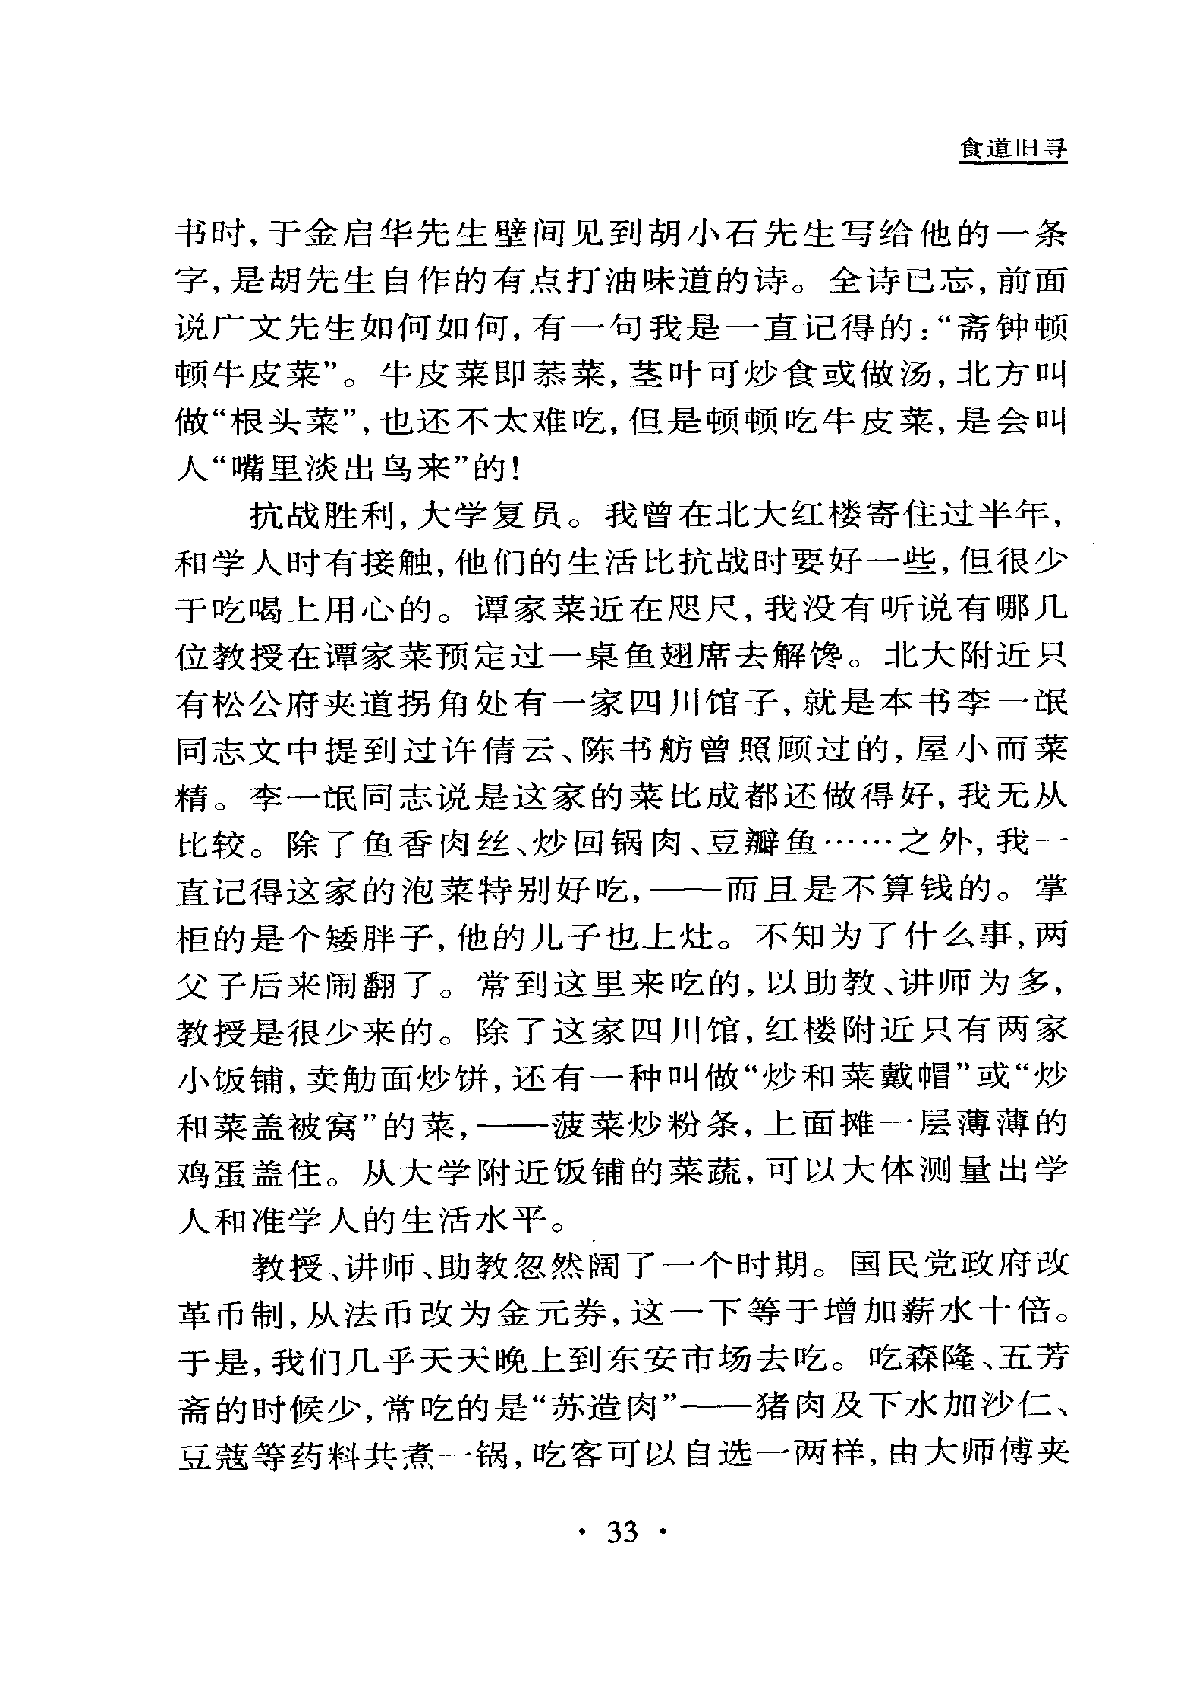 食道旧寻
书时,于金启华先生壁间见到胡小石先生写给他的一条
字,是胡先生自作的有点打油味道的诗。全诗已忘,前面
说广文先生如何如何,有一句我是一直记得的:“斋钟顿
顿牛皮菜”。牛皮菜即菾菜,茎叶可炒食或做汤,北方叫
做“根头菜”,也还不太难吃,但是顿顿吃牛皮菜,是会叫
人“嘴里淡出鸟来”的!
抗战胜利,大学复员。我曾在北大红楼寄住过半年,
和学人时有接触,他们的生活比抗战时要好一些,但很少
于吃喝上用心的。谭家菜近在咫尺,我没有听说有哪几
位教授在谭家菜预定过一桌鱼翅席去解馋。北大附近只
有松公府夹道拐角处有一家四川馆子,就是本书李一氓
同志文中提到过许倩云、陈书舫曾照顾过的,屋小而菜
精。李一氓同志说是这家的菜比成都还做得好,我无从
比较。除了鱼香肉丝、炒回锅肉、豆瓣鱼……之外,我一
直记得这家的泡菜特别好吃,——而且是不算钱的。掌
柜的是个矮胖子,他的儿子也上灶。不知为了什么事,两
父子后来闹翻了。常到这里来吃的,以助教、讲师为多,
教授是很少来的。除了这家四川馆,红楼附近只有两家
小饭铺,卖觔面炒饼,还有一种叫做“炒和菜戴帽”或“炒
和菜盖被窝”的菜,——菠菜炒粉条,上面摊一层薄薄的
鸡蛋盖住。从大学附近饭铺的菜蔬,可以大体测量出学
人和准学人的生活水平。
教授、讲师、助教忽然阔了一个时期。国民党政府改
革币制,从法币改为金元券,这一下等于增加薪水十倍。
于是,我们几乎天天晚上到东安市场去吃。吃森隆、五芳
斋的时候少,常吃的是“苏造肉”——猪肉及下水加沙仁、
豆蔻等药料共煮一锅,吃客可以自选一两样,由大师傅夹
· 33 ·